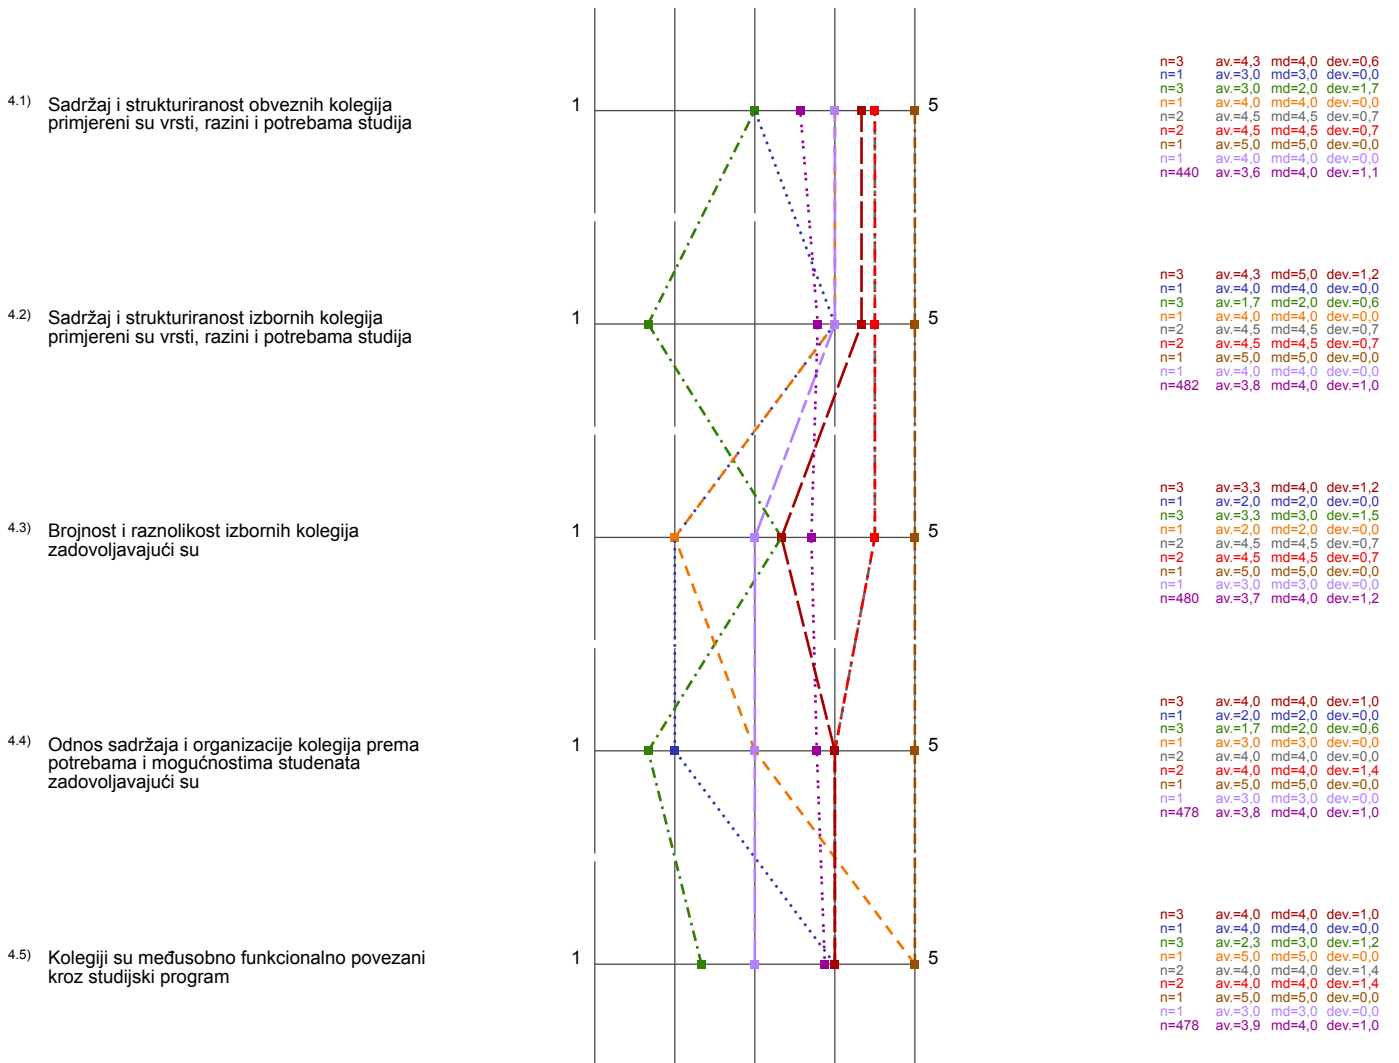 4.1) Sadržaj i strukturiranost obveznih kolegija
primjereni su vrsti, razini i potrebama studija
1 5
n=3 av.=4,3 md=4,0 dev.=0,6
n=1 av.=3,0 md=3,0 dev.=0,0
n=3 av.=3,0 md=2,0 dev.=1,7
n=1 av.=4,0 md=4,0 dev.=0,0
n=2 av.=4,5 md=4,5 dev.=0,7
n=2 av.=4,5 md=4,5 dev.=0,7
n=1 av.=5,0 md=5,0 dev.=0,0
n=1 av.=4,0 md=4,0 dev.=0,0
n=440 av.=3,6 md=4,0 dev.=1,1
4.2) Sadržaj i strukturiranost izbornih kolegija
primjereni su vrsti, razini i potrebama studija
1 5
n=3 av.=4,3 md=5,0 dev.=1,2
n=1 av.=4,0 md=4,0 dev.=0,0
n=3 av.=1,7 md=2,0 dev.=0,6
n=1 av.=4,0 md=4,0 dev.=0,0
n=2 av.=4,5 md=4,5 dev.=0,7
n=2 av.=4,5 md=4,5 dev.=0,7
n=1 av.=5,0 md=5,0 dev.=0,0
n=1 av.=4,0 md=4,0 dev.=0,0
n=482 av.=3,8 md=4,0 dev.=1,0
4.3) Brojnost i raznolikost izbornih kolegija
zadovoljavajući su
1 5
n=3 av.=3,3 md=4,0 dev.=1,2
n=1 av.=2,0 md=2,0 dev.=0,0
n=3 av.=3,3 md=3,0 dev.=1,5
n=1 av.=2,0 md=2,0 dev.=0,0
n=2 av.=4,5 md=4,5 dev.=0,7
n=2 av.=4,5 md=4,5 dev.=0,7
n=1 av.=5,0 md=5,0 dev.=0,0
n=1 av.=3,0 md=3,0 dev.=0,0
n=480 av.=3,7 md=4,0 dev.=1,2
4.4) Odnos sadržaja i organizacije kolegija prema
potrebama i mogućnostima studenata
zadovoljavajući su
1 5
n=3 av.=4,0 md=4,0 dev.=1,0
n=1 av.=2,0 md=2,0 dev.=0,0
n=3 av.=1,7 md=2,0 dev.=0,6
n=1 av.=3,0 md=3,0 dev.=0,0
n=2 av.=4,0 md=4,0 dev.=0,0
n=2 av.=4,0 md=4,0 dev.=1,4
n=1 av.=5,0 md=5,0 dev.=0,0
n=1 av.=3,0 md=3,0 dev.=0,0
n=478 av.=3,8 md=4,0 dev.=1,0
4.5) Kolegiji su međusobno funkcionalno povezani
kroz studijski program
1 5
n=3 av.=4,0 md=4,0 dev.=1,0
n=1 av.=4,0 md=4,0 dev.=0,0
n=3 av.=2,3 md=3,0 dev.=1,2
n=1 av.=5,0 md=5,0 dev.=0,0
n=2 av.=4,0 md=4,0 dev.=1,4
n=2 av.=4,0 md=4,0 dev.=1,4
n=1 av.=5,0 md=5,0 dev.=0,0
n=1 av.=3,0 md=3,0 dev.=0,0
n=478 av.=3,9 md=4,0 dev.=1,0